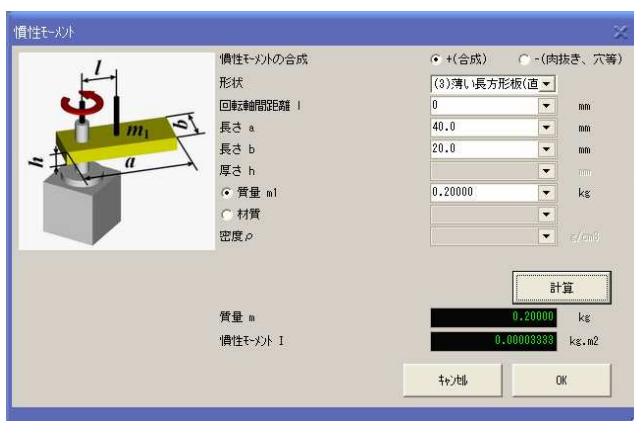 慣性ﾓｰﾒﾝﾄ
慣性ﾓｰﾒﾝﾄの合成 +(合成) -(肉抜き、穴等)
形状 (3)薄い長方形板(直
回転軸間距離 l 0 mm
長さ a 40.0 mm
長さ b 20.0 mm
厚さ h mm
質量 m1 0.20000 kg
材質
密度ρ g/cm3
l
m1
b
a
h
計算
質量 m 0.20000 kg
慣性ﾓｰﾒﾝﾄ I 0.00003333 kg.m2
ｷｬﾝｾﾙ OK